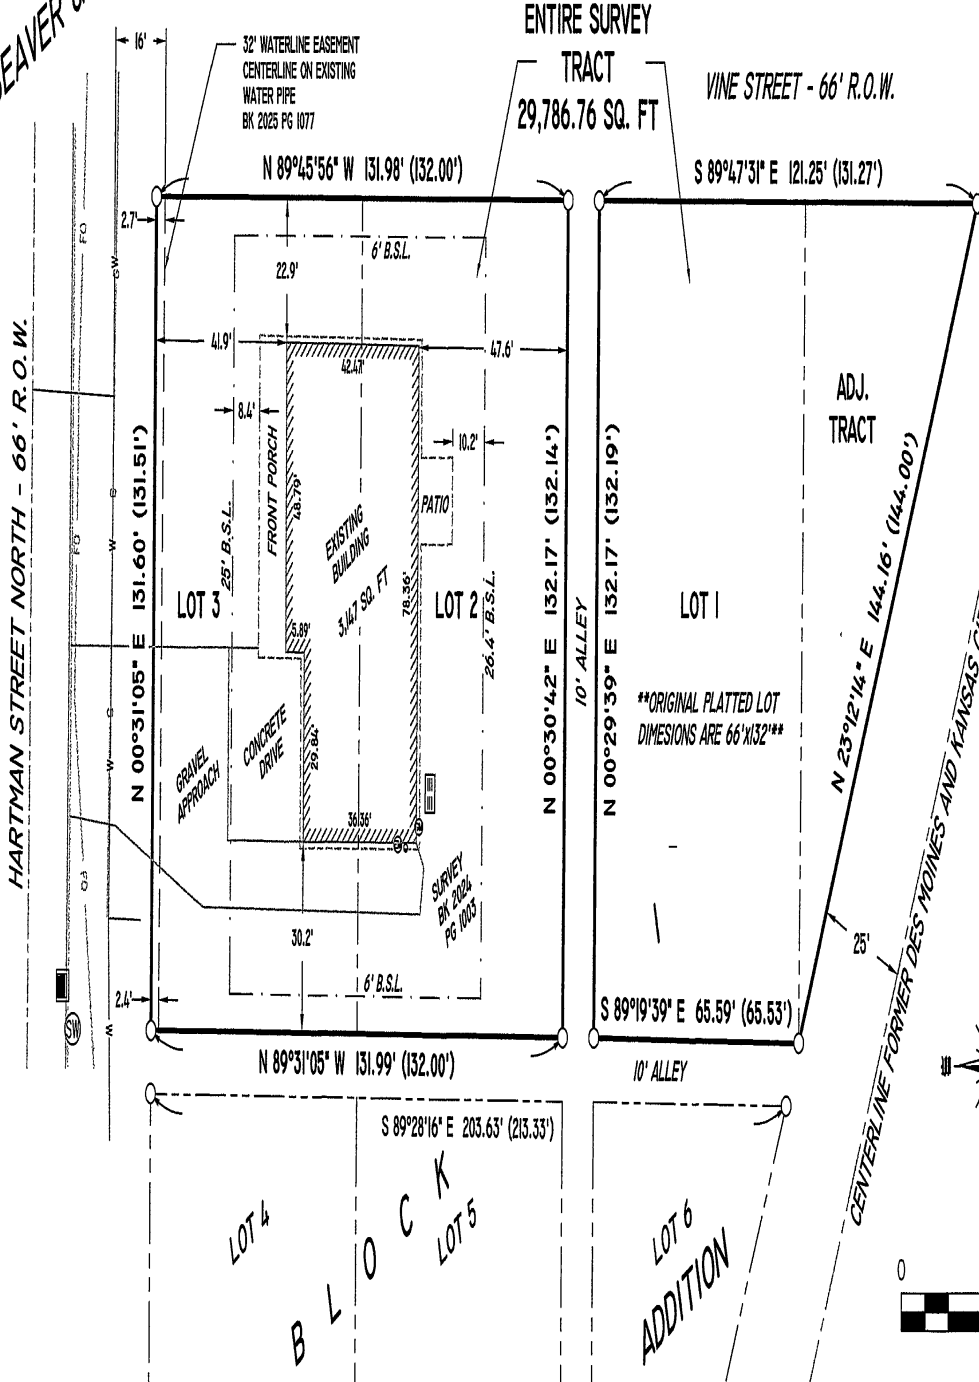 ENTIRE SURVEY
TRACT
29,786.76 SQ. FT
VINE STREET - 66' R.O.W.
16'
32' WATERLINE EASEMENT
CENTERLINE ON EXISTING
WATER PIPE
BK 2025 PG 1077
N 89°45'56" W 131.98' (132.00')
S 89°47'31" E 121.25' (131.27')
2.7'
FO
GW
6' B.S.L.
22.9'
41.9'
42.47'
47.6'
8.4'
10.2'
ADJ.
TRACT
HARTMAN STREET NORTH - 66' R.O.W.
N 00°31'05" E 131.60' (131.51')
25' B.S.L.
FRONT PORCH
48.79'
EXISTING
BUILDING
3,147 SQ. FT
78.36'
PATIO
26.4' B.S.L.
N 00°30'42" E 132.17' (132.14')
10' ALLEY
N 00°29'39" E 132.17' (132.19')
N 23°12'14" E 144.16' (144.00')
G
W
FO
LOT 3
LOT 2
LOT 1
5.89'
**ORIGINAL PLATTED LOT
DIMESIONS ARE 66'x132'**
GRAVEL
APPROACH
CONCRETE
DRIVE
29.84'
36.36'
G
W
FO
SURVEY
BK 2024
PG 1003
30.2'
25'
CENTERLINE FORMER DES MOINES AND KANSAS
6' B.S.L.
2.4'
SW
W
S 89°19'39" E 65.59' (65.53')
N 89°31'05" W 131.99' (132.00')
10' ALLEY
S 89°28'16" E 203.63' (213.33')
LOT 4
LOT 5
LOT 6
BLOCK
ADDITION
0